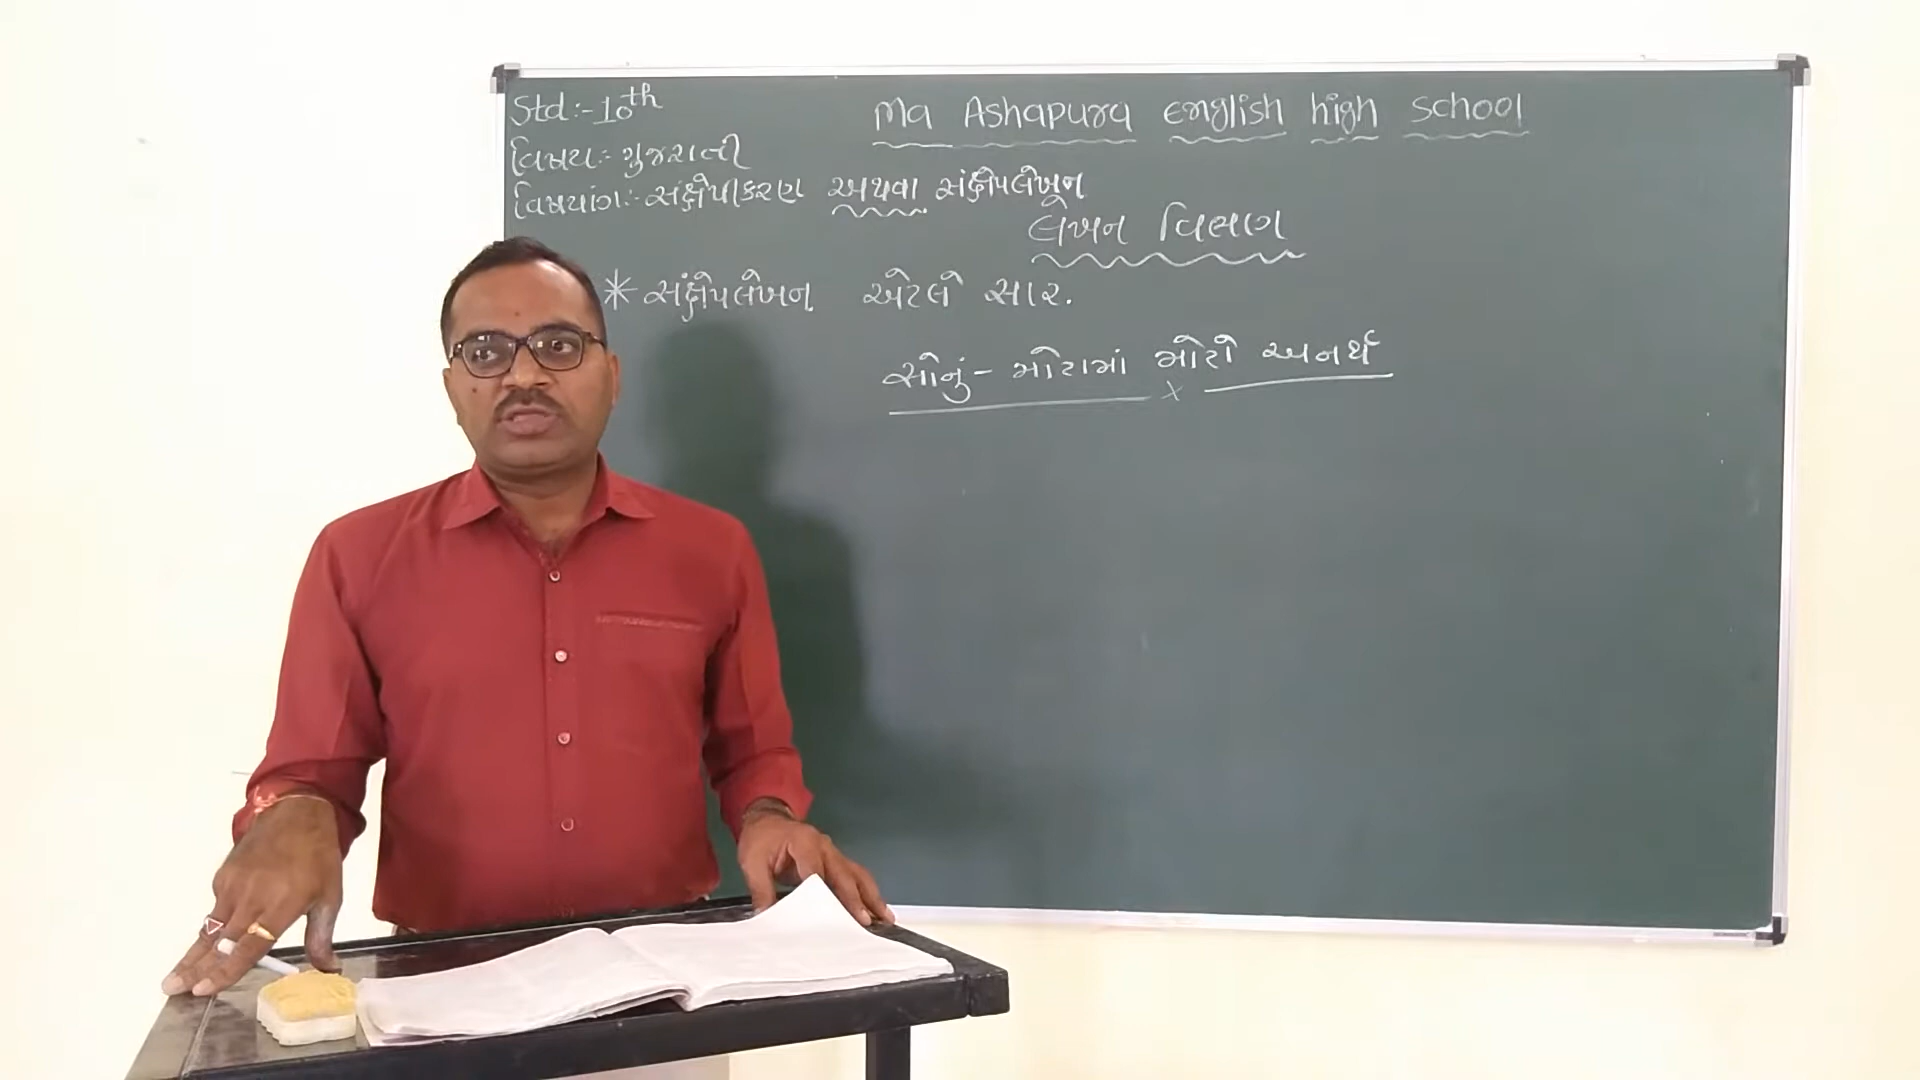 Std:-10th
Ma Ashapura english high school
વિષય:- ગુજરાતી
વિષયાંગ:- સંક્ષેપીકરણ અથવા સંક્ષેપલેખન
લેખન વિભાગ
* સંક્ષેપલેખન એટલે સાર.
સોનું - મોટામાં મોટો અનર્થ
x